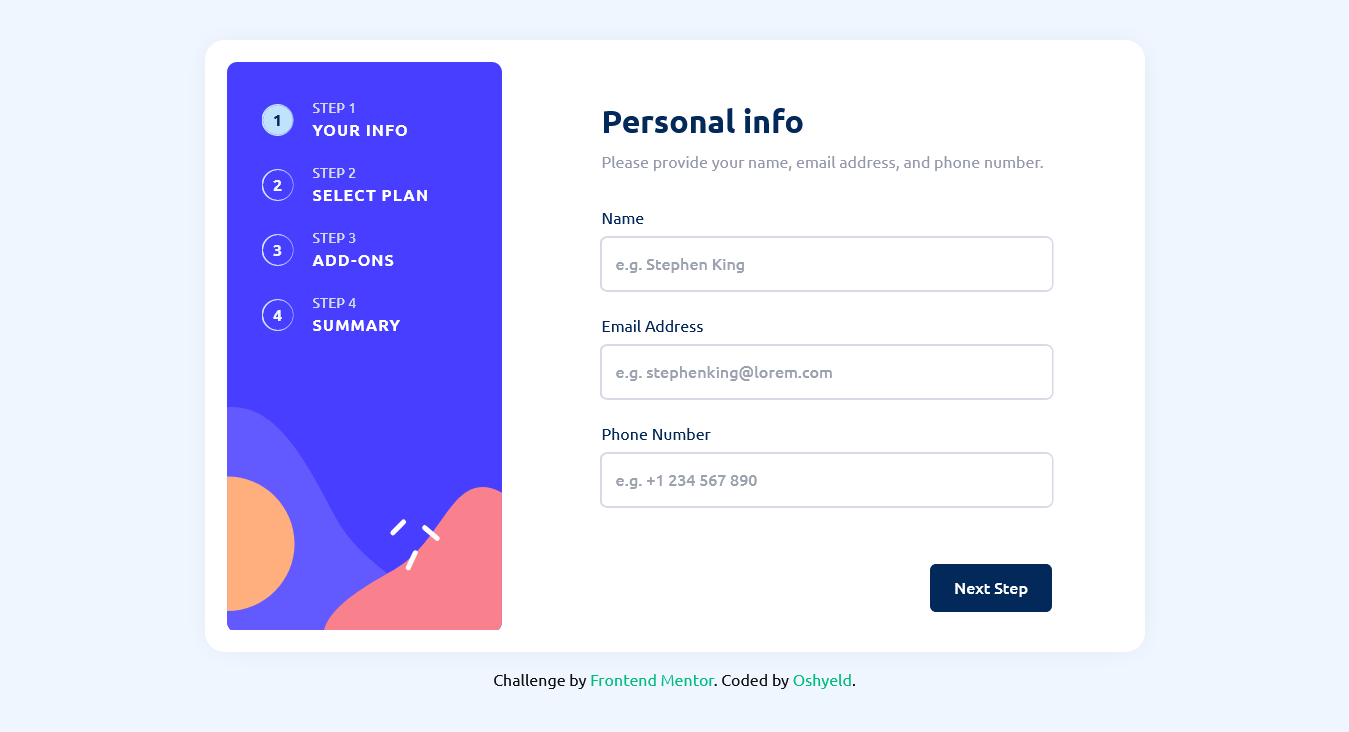 1
STEP 1
YOUR INFO
2
STEP 2
SELECT PLAN
3
STEP 3
ADD-ONS
4
STEP 4
SUMMARY
Personal info
Please provide your name, email address, and phone number.
Name
e.g. Stephen King
Email Address
e.g. stephenking@lorem.com
Phone Number
e.g. +1 234 567 890
Next Step
Challenge by Frontend Mentor. Coded by Oshyeld.